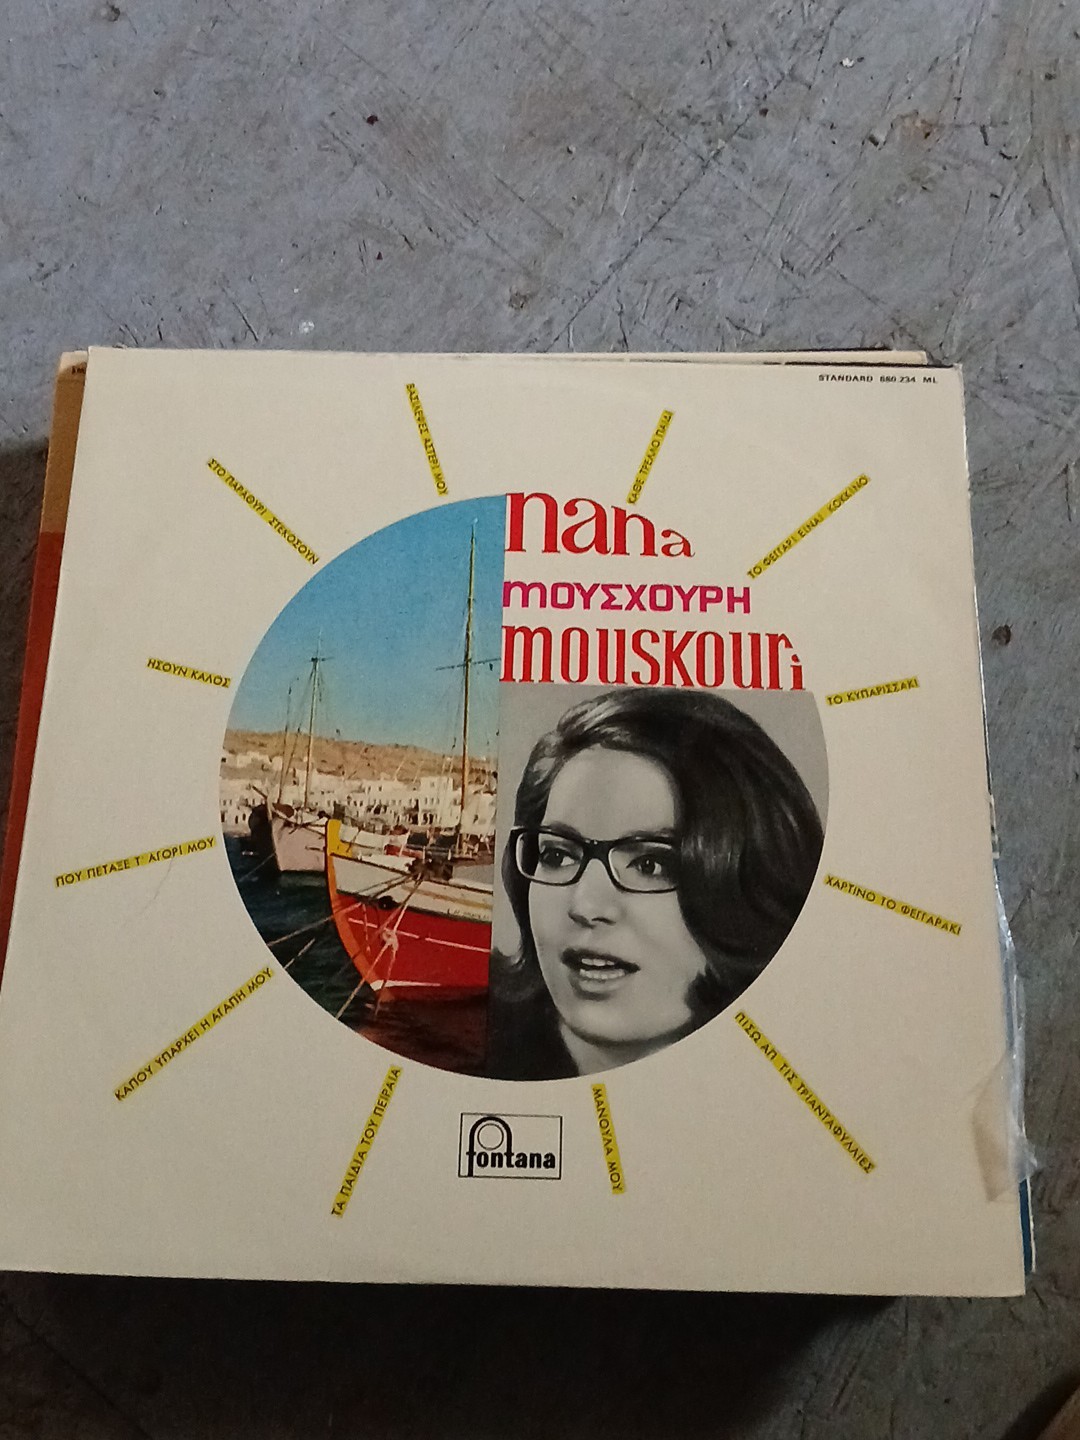 STANDARD 680.234 ML
nana
ΜΟΥΣΧΟΥΡΗ
mouskouri
ΚΑΘΕ ΤΡΕΛΛΟ ΠΑΙΔΙ
ΤΟ ΦΕΓΓΑΡΙ ΕΙΝΑΙ ΚΟΚΚΙΝΟ
ΤΟ ΚΥΠΑΡΙΣΣΑΚΙ
ΧΑΡΤΙΝΟ ΤΟ ΦΕΓΓΑΡΑΚΙ
ΠΙΣΩ ΑΠ ΤΙΣ ΤΡΙΑΝΤΑΦΥΛΛΙΕΣ
ΜΑΝΟΥΛΑ ΜΟΥ
ΤΑ ΠΑΙΔΙΑ ΤΟΥ ΠΕΙΡΑΙΑ
ΚΑΠΟΥ ΥΠΑΡΧΕΙ Η ΑΓΑΠΗ ΜΟΥ
ΠΟΥ ΠΕΤΑΞΕ Τ' ΑΓΟΡΙ ΜΟΥ
ΗΣΟΥΝ ΚΑΛΟΣ
ΣΤΟ ΠΑΡΑΘΥΡΙ ΣΤΕΚΟΣΟΥΝ
ΒΑΣΙΛΕΨΕΣ ΑΣΤΕΡΙ ΜΟΥ
fontana